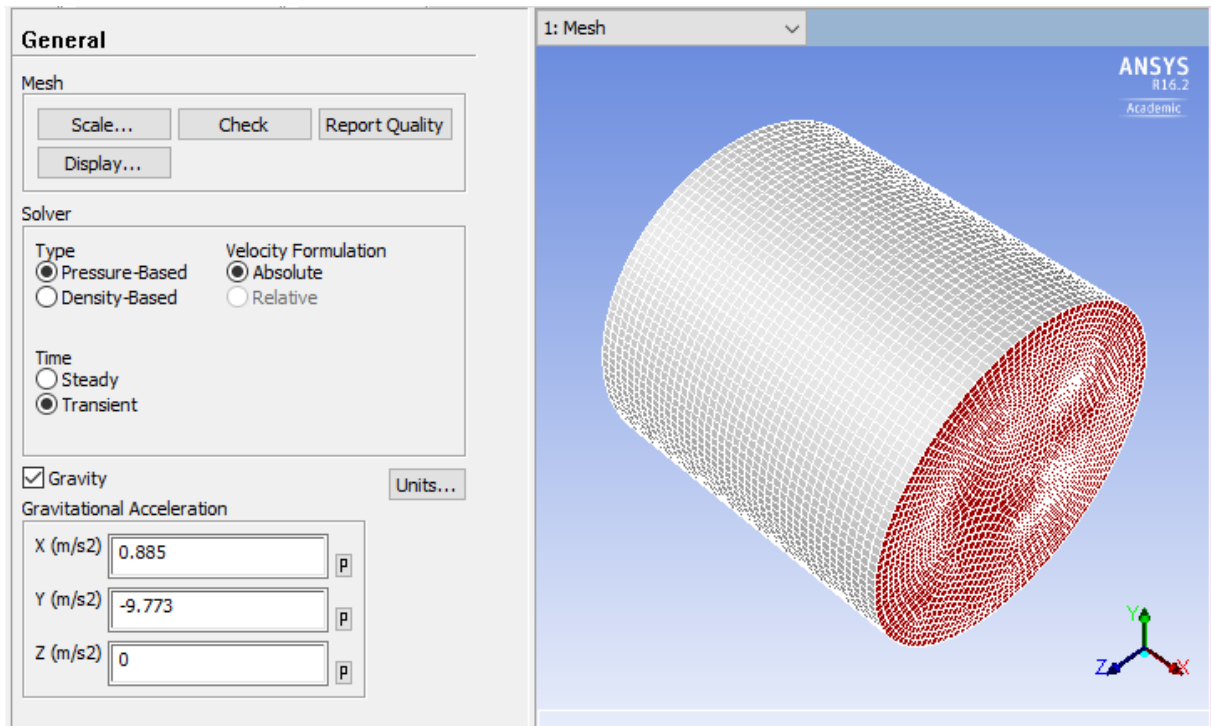 General
Mesh
Scale... Check Report Quality
Display...
Solver
Type Velocity Formulation
Pressure-Based Absolute
Density-Based Relative
Time
Steady
Transient
Gravity Units...
Gravitational Acceleration
X (m/s2) 0.885 P
Y (m/s2) -9.773 P
Z (m/s2) 0 P
1: Mesh
ANSYS
R16.2
Academic
Y
Z X